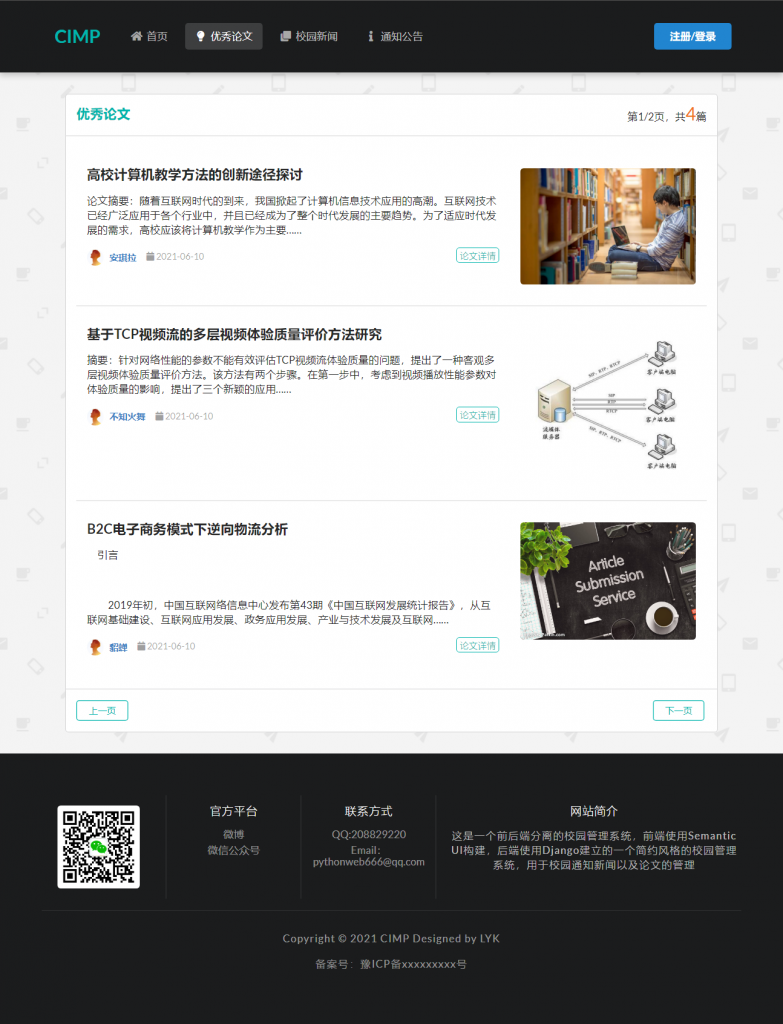 CIMP 首页 优秀论文 校园新闻 通知公告 注册/登录
优秀论文
第1/2页，共4篇
高校计算机教学方法的创新途径探讨
论文摘要：随着互联网时代的到来，我国掀起了计算机信息技术应用的高潮。互联网技术
已经广泛应用于各个行业中，并且已经成为了整个时代发展的主要趋势。为了适应时代发
展的需求，高校应该将计算机教学作为主要......
安琪拉 2021-06-10 论文详情
基于TCP视频流的多层视频体验质量评价方法研究
摘要：针对网络性能的参数不能有效评估TCP视频流体验质量的问题，提出了一种客观多
层视频体验质量评价方法。该方法有两个步骤。在第一步中，考虑到视频播放性能参数对
体验质量的影响，提出了三个新颖的应用......
不知火舞 2021-06-10 论文详情
流媒体
服务器
UDP、RTP、RTCP
UDP
RTP
RTCP
UDP、RTP、RTCP
客户端电脑
客户端电脑
客户端电脑
B2C电子商务模式下逆向物流分析
引言
2019年初，中国互联网络信息中心发布第43期《中国互联网发展统计报告》，从互
联网基础建设、互联网应用发展、政务应用发展、产业与技术发展及互联网......
貂蝉 2021-06-10 论文详情
Article
Submission
Service
上一页 下一页
官方平台
微博
微信公众号
联系方式
QQ:208829220
Email：
pythonweb666@qq.com
网站简介
这是一个前后端分离的校园管理系统，前端使用Semantic
UI构建，后端使用Django建立的一个简约风格的校园管理
系统，用于校园通知新闻以及论文的管理
Copyright © 2021 CIMP Designed by LYK
备案号：豫ICP备xxxxxxxxx号